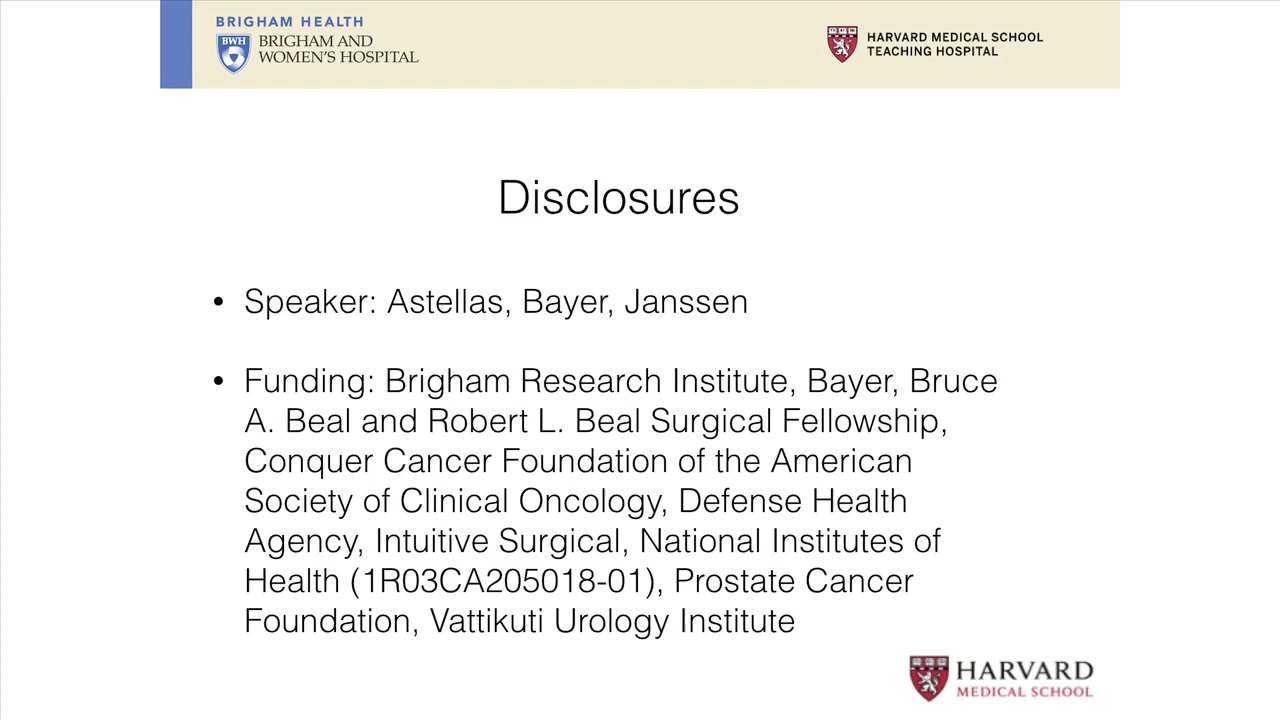 BRIGHAM HEALTH
BWH
BRIGHAM AND
WOMEN'S HOSPITAL
HARVARD MEDICAL SCHOOL
TEACHING HOSPITAL
Disclosures
• Speaker: Astellas, Bayer, Janssen
• Funding: Brigham Research Institute, Bayer, Bruce
A. Beal and Robert L. Beal Surgical Fellowship,
Conquer Cancer Foundation of the American
Society of Clinical Oncology, Defense Health
Agency, Intuitive Surgical, National Institutes of
Health (1R03CA205018-01), Prostate Cancer
Foundation, Vattikuti Urology Institute
HARVARD
MEDICAL SCHOOL